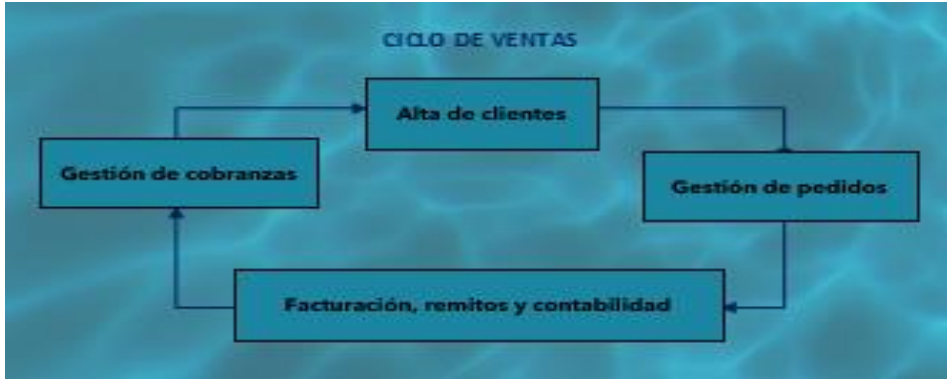 CICLO DE VENTAS
Alta de clientes
Gestión de cobranzas
Gestión de pedidos
Facturación, remitos y contabilidad